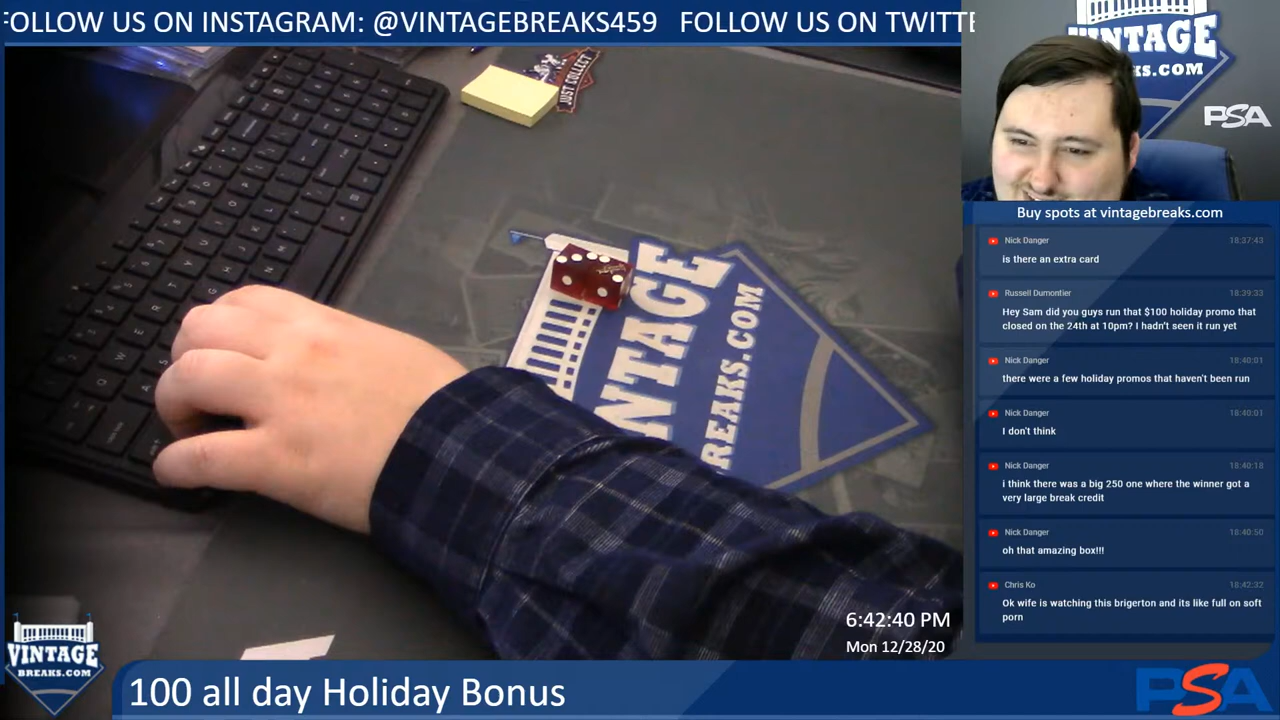 FOLLOW US ON INSTAGRAM: @VINTAGEBREAKS459 FOLLOW US ON TWITTE
VINTAGE
KS.COM
PSA
JUST COLLECT
Buy spots at vintagebreaks.com
Nick Danger 18:37:43
is there an extra card
Russell Dumontier 18:39:33
Hey Sam did you guys run that $100 holiday promo that
closed on the 24th at 10pm? I hadn't seen it run yet
Nick Danger 18:40:01
there were a few holiday promos that haven't been run
Nick Danger 18:40:01
I don't think
Nick Danger 18:40:18
i think there was a big 250 one where the winner got a
very large break credit
Nick Danger 18:40:50
oh that amazing box!!!
Chris Ko 18:42:32
Ok wife is watching this brigerton and its like full on soft
porn
NTAGE
REAKS.COM
6:42:40 PM
Mon 12/28/20
VINTAGE
BREAKS.COM
100 all day Holiday Bonus
PSA